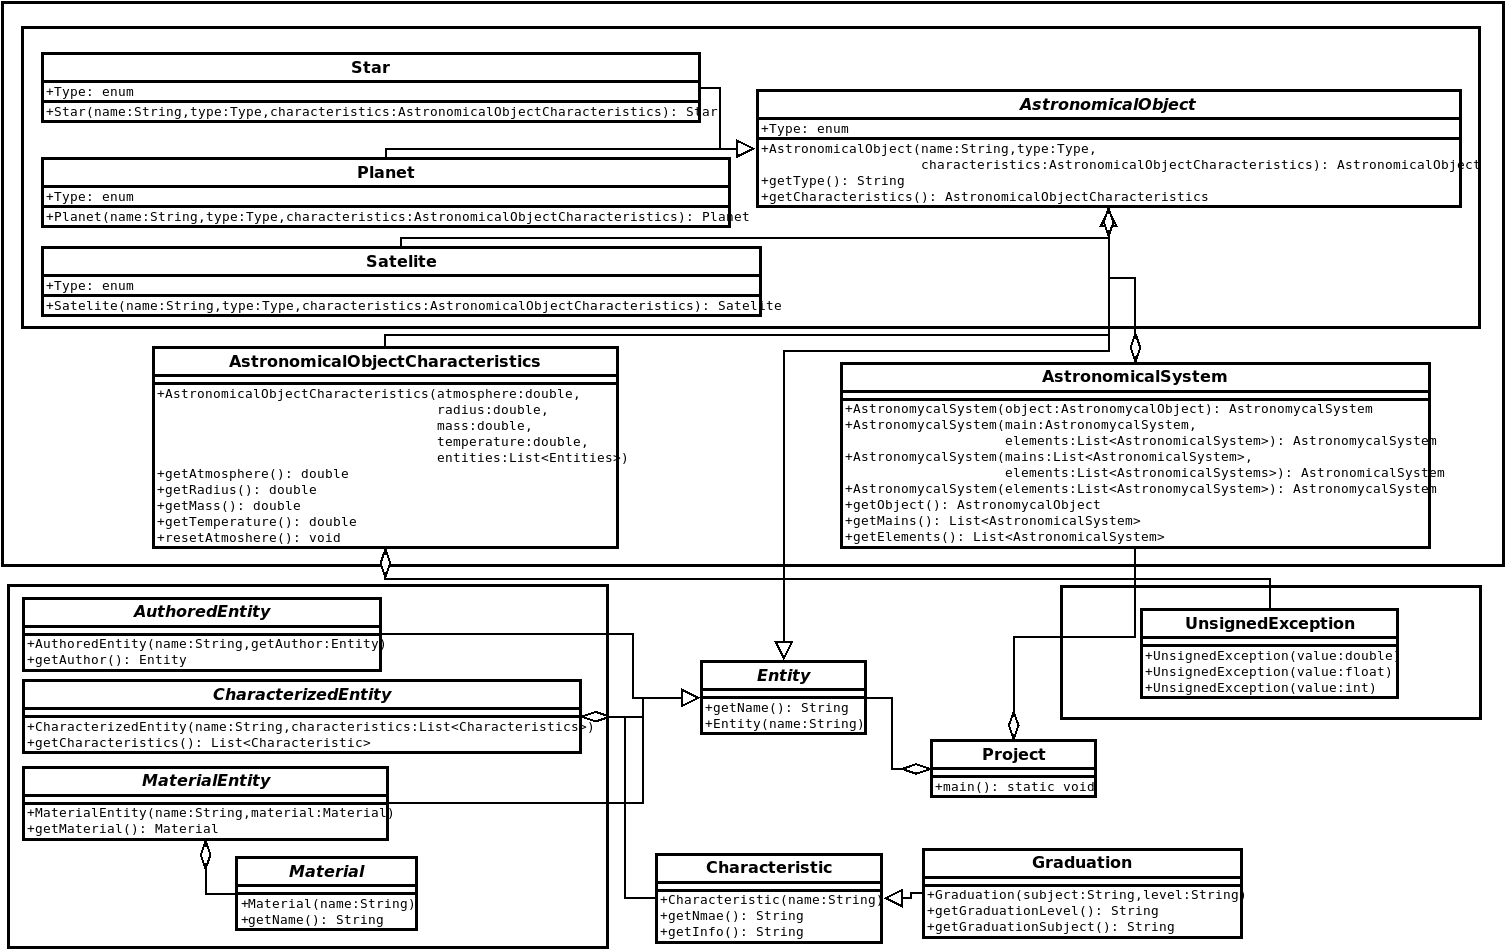 Star
+Type: enum
+Star(name:String,type:Type,characteristics:AstronomicalObjectCharacteristics): Star
AstronomicalObject
+Type: enum
+AstronomicalObject(name:String,type:Type,
characteristics:AstronomicalObjectCharacteristics): AstronomicalObject
+getType(): String
+getCharacteristics(): AstronomicalObjectCharacteristics
Planet
+Type: enum
+Planet(name:String,type:Type,characteristics:AstronomicalObjectCharacteristics): Planet
Satelite
+Type: enum
+Satelite(name:String,type:Type,characteristics:AstronomicalObjectCharacteristics): Satelite
AstronomicalObjectCharacteristics
+AstronomicalObjectCharacteristics(atmosphere:double,
radius:double,
mass:double,
temperature:double,
entities:List<Entities>)
+getAtmosphere(): double
+getRadius(): double
+getMass(): double
+getTemperature(): double
+resetAtmoshere(): void
AstronomicalSystem
+AstronomycalSystem(object:AstronomycalObject): AstronomycalSystem
+AstronomycalSystem(main:AstronomycalSystem,
elements:List<AstronomicalSystem>): AstronomycalSystem
+AstronomycalSystem(mains:List<AstronomicalSystem>,
elements:List<AstronomicalSystems>): AstronomicalSystem
+AstronomycalSystem(elements:List<AstronomycalSystem>): AstronomycalSystem
+getObject(): AstronomycalObject
+getMains(): List<AstronomicalSystem>
+getElements(): List<AstronomicalSystem>
AuthoredEntity
+AuthoredEntity(name:String,getAuthor:Entity)
+getAuthor(): Entity
CharacterizedEntity
+CharacterizedEntity(name:String,characteristics:List<Characteristics>)
+getCharacteristics(): List<Characteristic>
MaterialEntity
+MaterialEntity(name:String,material:Material)
+getMaterial(): Material
Material
+Material(name:String)
+getName(): String
Entity
+getName(): String
+Entity(name:String)
UnsignedException
+UnsignedException(value:double)
+UnsignedException(value:float)
+UnsignedException(value:int)
Project
+main(): static void
Characteristic
+Characteristic(name:String)
+getNmae(): String
+getInfo(): String
Graduation
+Graduation(subject:String,level:String)
+getGraduationLevel(): String
+getGraduationSubject(): String